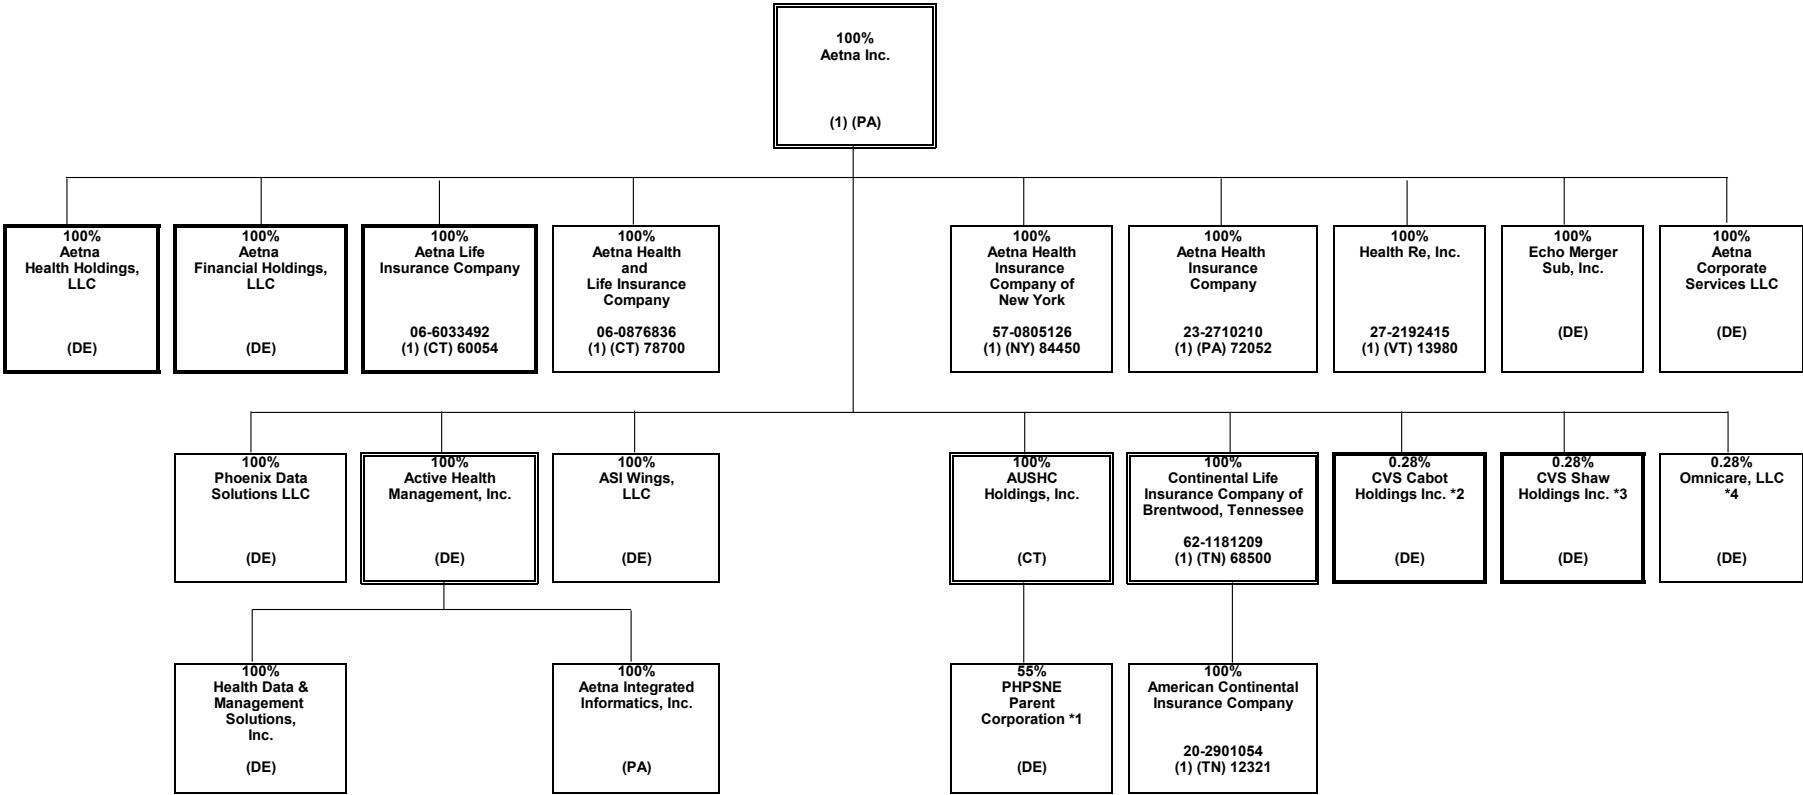 100%
Aetna Inc.
(1) (PA)
100%
Aetna
Health Holdings,
LLC
(DE)
100%
Aetna
Financial Holdings,
LLC
(DE)
100%
Aetna Life
Insurance Company
06-6033492
(1) (CT) 60054
100%
Aetna Health
and
Life Insurance
Company
06-0876836
(1) (CT) 78700
100%
Aetna Health
Insurance
Company of
New York
57-0805126
(1) (NY) 84450
100%
Aetna Health
Insurance
Company
23-2710210
(1) (PA) 72052
100%
Health Re, Inc.
27-2192415
(1) (VT) 13980
100%
Echo Merger
Sub, Inc.
(DE)
100%
Aetna
Corporate
Services LLC
(DE)
100%
Phoenix Data
Solutions LLC
(DE)
100%
Active Health
Management, Inc.
(DE)
100%
ASI Wings,
LLC
(DE)
100%
AUSHC
Holdings, Inc.
(CT)
100%
Continental Life
Insurance Company of
Brentwood, Tennessee
62-1181209
(1) (TN) 68500
0.28%
CVS Cabot
Holdings Inc. *2
(DE)
0.28%
CVS Shaw
Holdings Inc. *3
(DE)
0.28%
Omnicare, LLC
*4
(DE)
100%
Health Data &
Management
Solutions,
Inc.
(DE)
100%
Aetna Integrated
Informatics, Inc.
(PA)
55%
PHPSNE
Parent
Corporation *1
(DE)
100%
American Continental
Insurance Company
20-2901054
(1) (TN) 12321